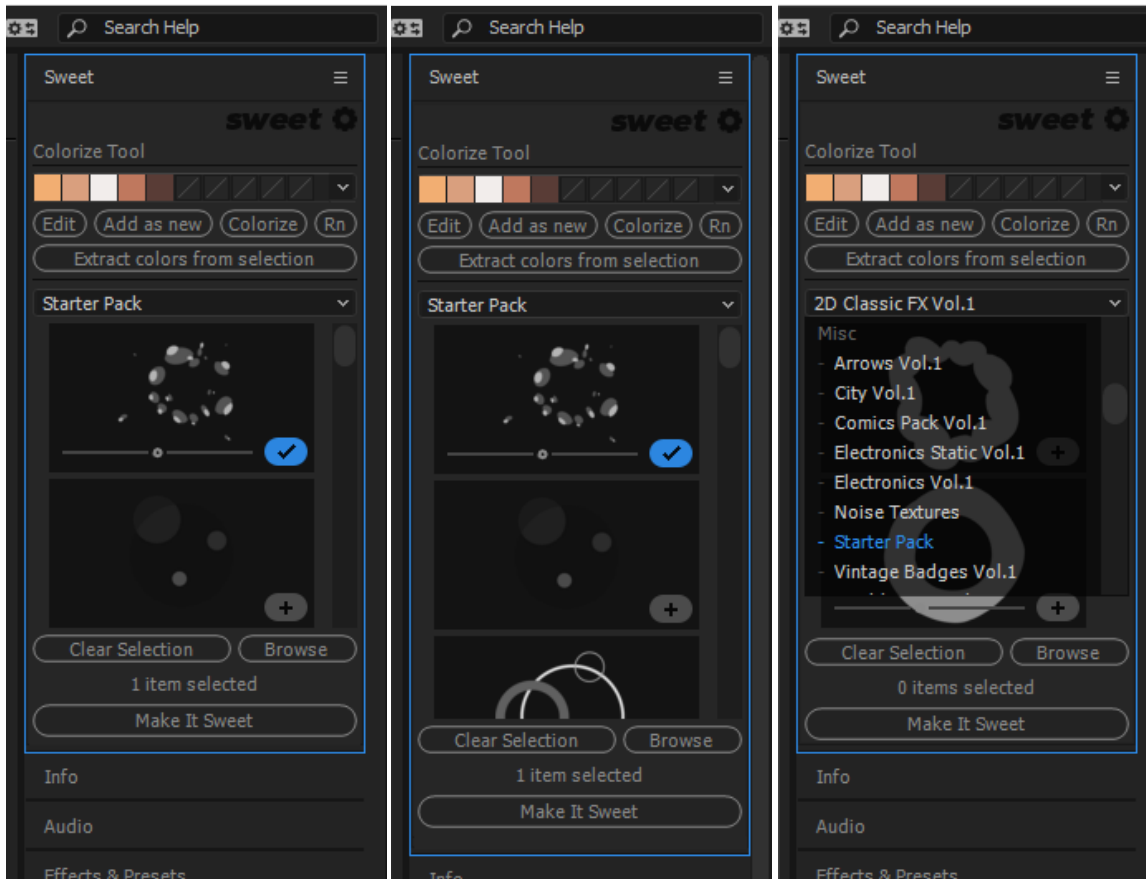 Search Help
Sweet
sweet
Colorize Tool
Edit Add as new Colorize Rn
Extract colors from selection
Starter Pack
Clear Selection Browse
1 item selected
Make It Sweet
Info
Audio
Effects & Presets
Search Help
Sweet
sweet
Colorize Tool
Edit Add as new Colorize Rn
Extract colors from selection
Starter Pack
Clear Selection Browse
1 item selected
Make It Sweet
Info
Search Help
Sweet
sweet
Colorize Tool
Edit Add as new Colorize Rn
Extract colors from selection
2D Classic FX Vol.1
Misc
- Arrows Vol.1
- City Vol.1
- Comics Pack Vol.1
- Electronics Static Vol.1
- Electronics Vol.1
- Noise Textures
- Starter Pack
- Vintage Badges Vol.1
Clear Selection Browse
0 items selected
Make It Sweet
Info
Audio
Effects & Presets